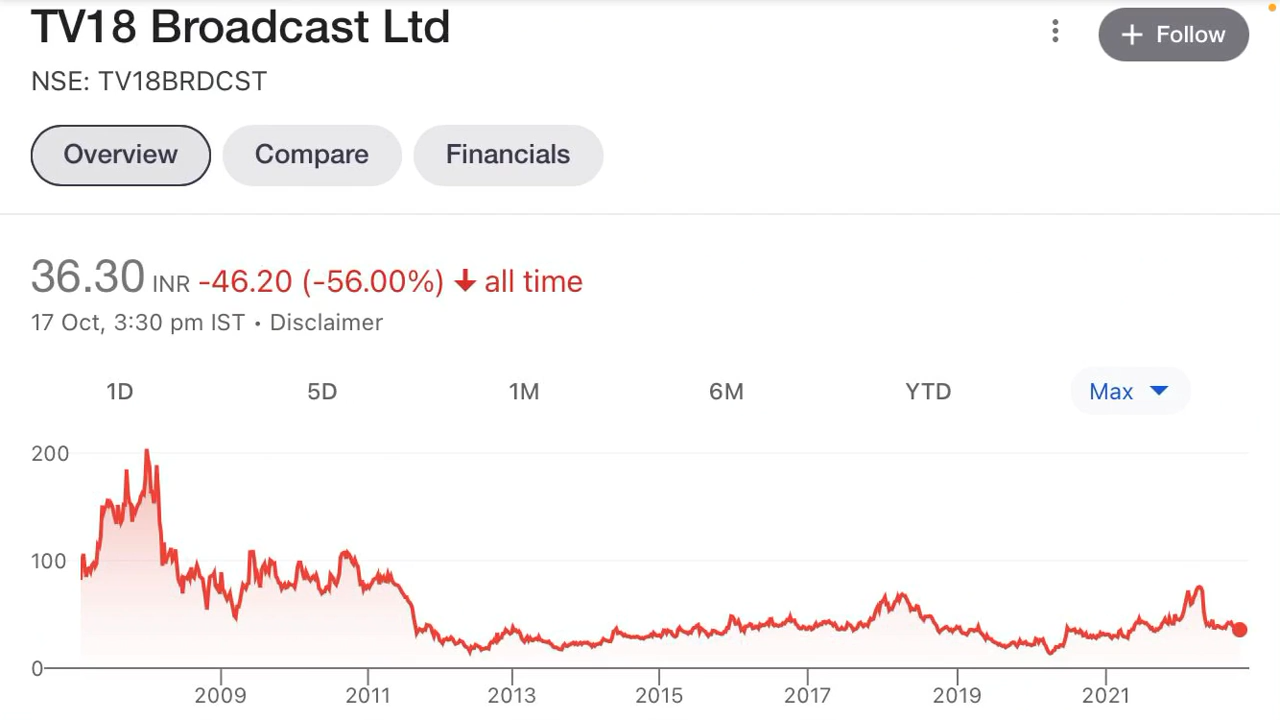 TV18 Broadcast Ltd
+ Follow
NSE: TV18BRDCST
Overview Compare Financials
36.30 INR -46.20 (-56.00%) ↓ all time
17 Oct, 3:30 pm IST • Disclaimer
1D 5D 1M 6M YTD Max
200
100
0
2009 2011 2013 2015 2017 2019 2021